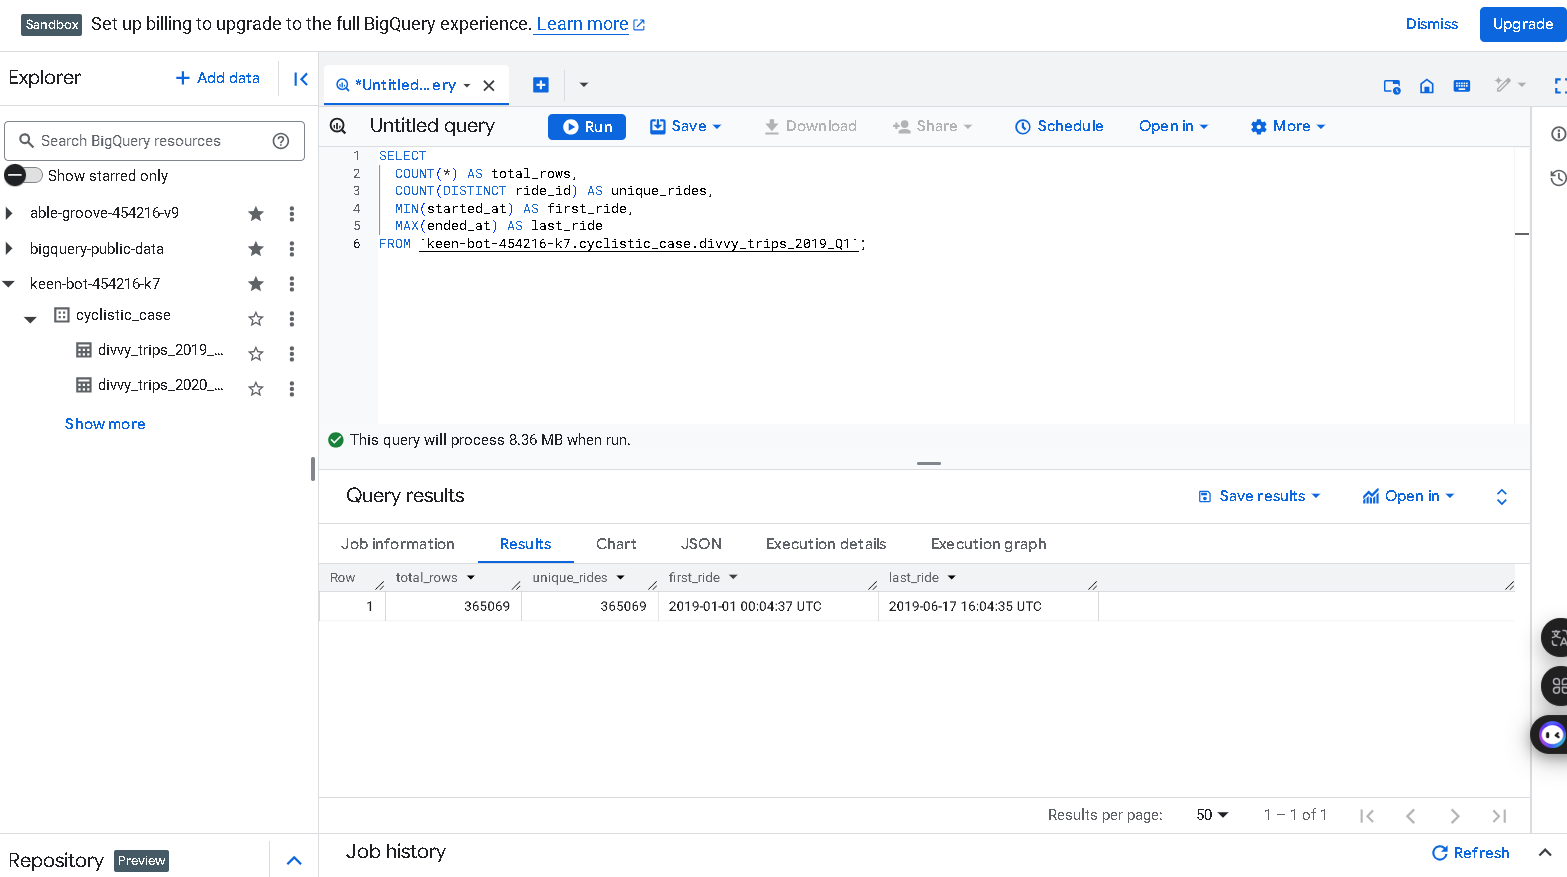 Sandbox Set up billing to upgrade to the full BigQuery experience. Learn more Dismiss Upgrade
Explorer + Add data
*Untitled... ery
Search BigQuery resources
Show starred only
able-groove-454216-v9
bigquery-public-data
keen-bot-454216-k7
cyclistic_case
divvy_trips_2019_...
divvy_trips_2020_...
Show more
Untitled query Run Save Download Share Schedule Open in More
1 SELECT
2 COUNT(*) AS total_rows,
3 COUNT(DISTINCT ride_id) AS unique_rides,
4 MIN(started_at) AS first_ride,
5 MAX(ended_at) AS last_ride
6 FROM `keen-bot-454216-k7.cyclistic_case.divvy_trips_2019_Q1`;
This query will process 8.36 MB when run.
Query results Save results Open in
Job information Results Chart JSON Execution details Execution graph
Row total_rows unique_rides first_ride last_ride
1 365069 365069 2019-01-01 00:04:37 UTC 2019-06-17 16:04:35 UTC
Results per page: 50 1 – 1 of 1
Repository Preview
Job history Refresh